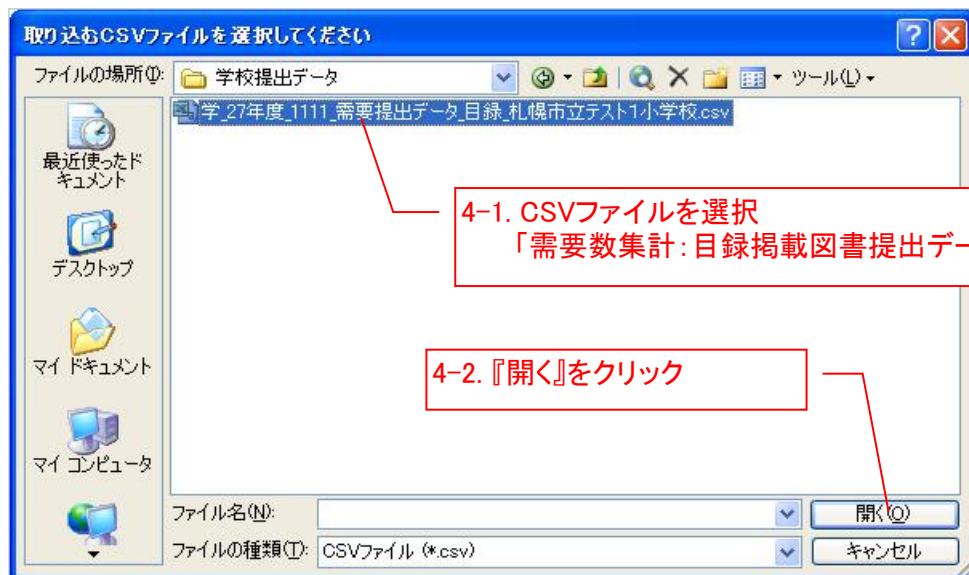 取り込むCSVファイルを選択してください
ファイルの場所(I): 学校提出データ ツール(L)
学_27年度_1111_需要提出データ_目録_札幌市立テスト1小学校.csv
最近使ったド
キュメント
4-1. CSVファイルを選択
「需要数集計:目録掲載図書提出デー
デスクトップ
マイ ドキュメント
4-2.『開く』をクリック
マイ コンピュータ
ファイル名(N): 開く(O)
ファイルの種類(T): CSVファイル (*.csv) キャンセル